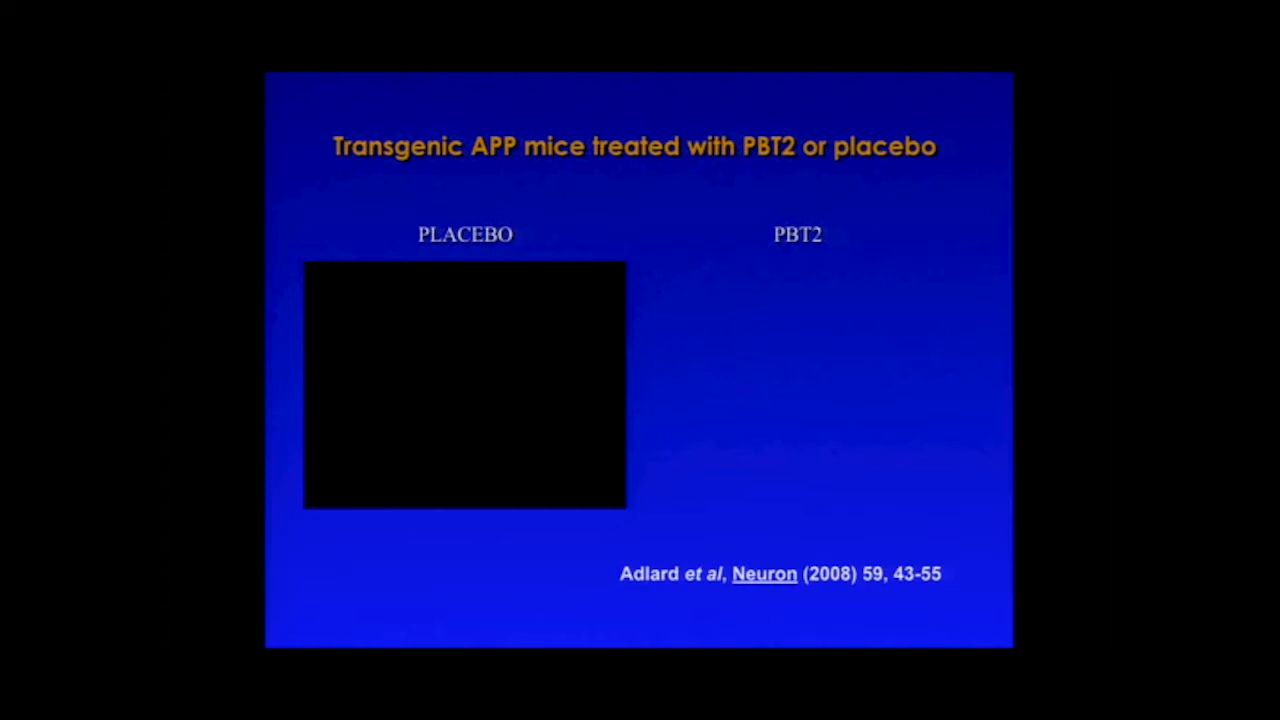 Transgenic APP mice treated with PBT2 or placebo
PLACEBO
PBT2
Adlard et al, Neuron (2008) 59, 43-55